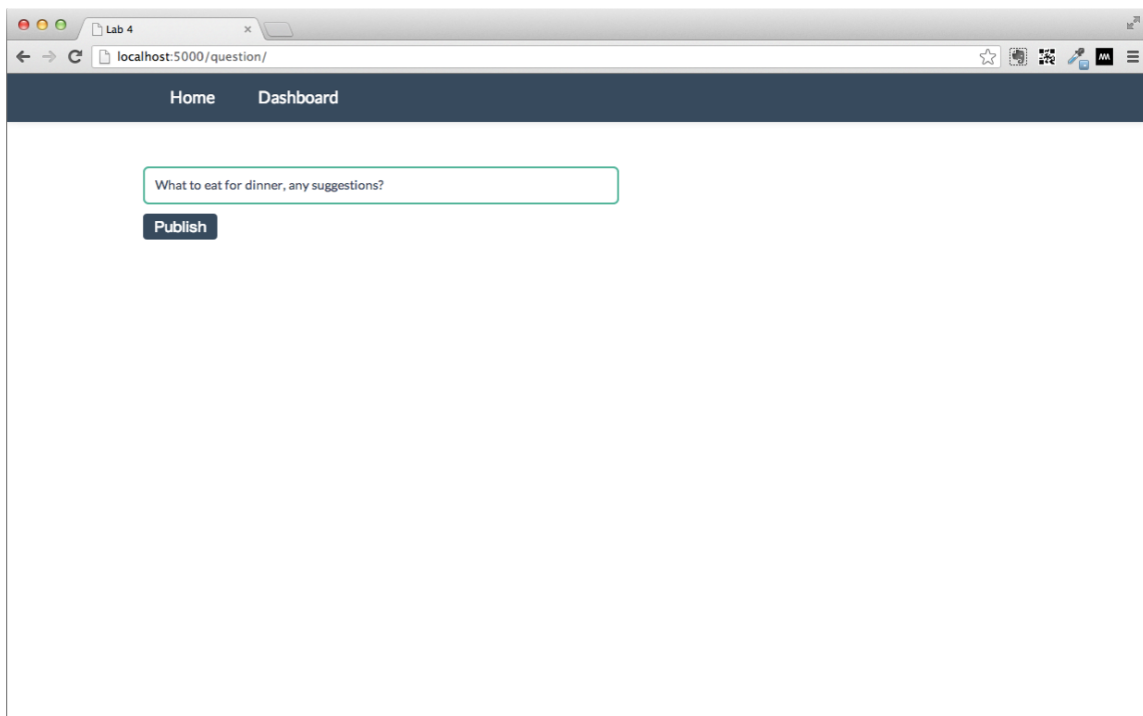 Lab 4
localhost:5000/question/
Home Dashboard
What to eat for dinner, any suggestions?
Publish